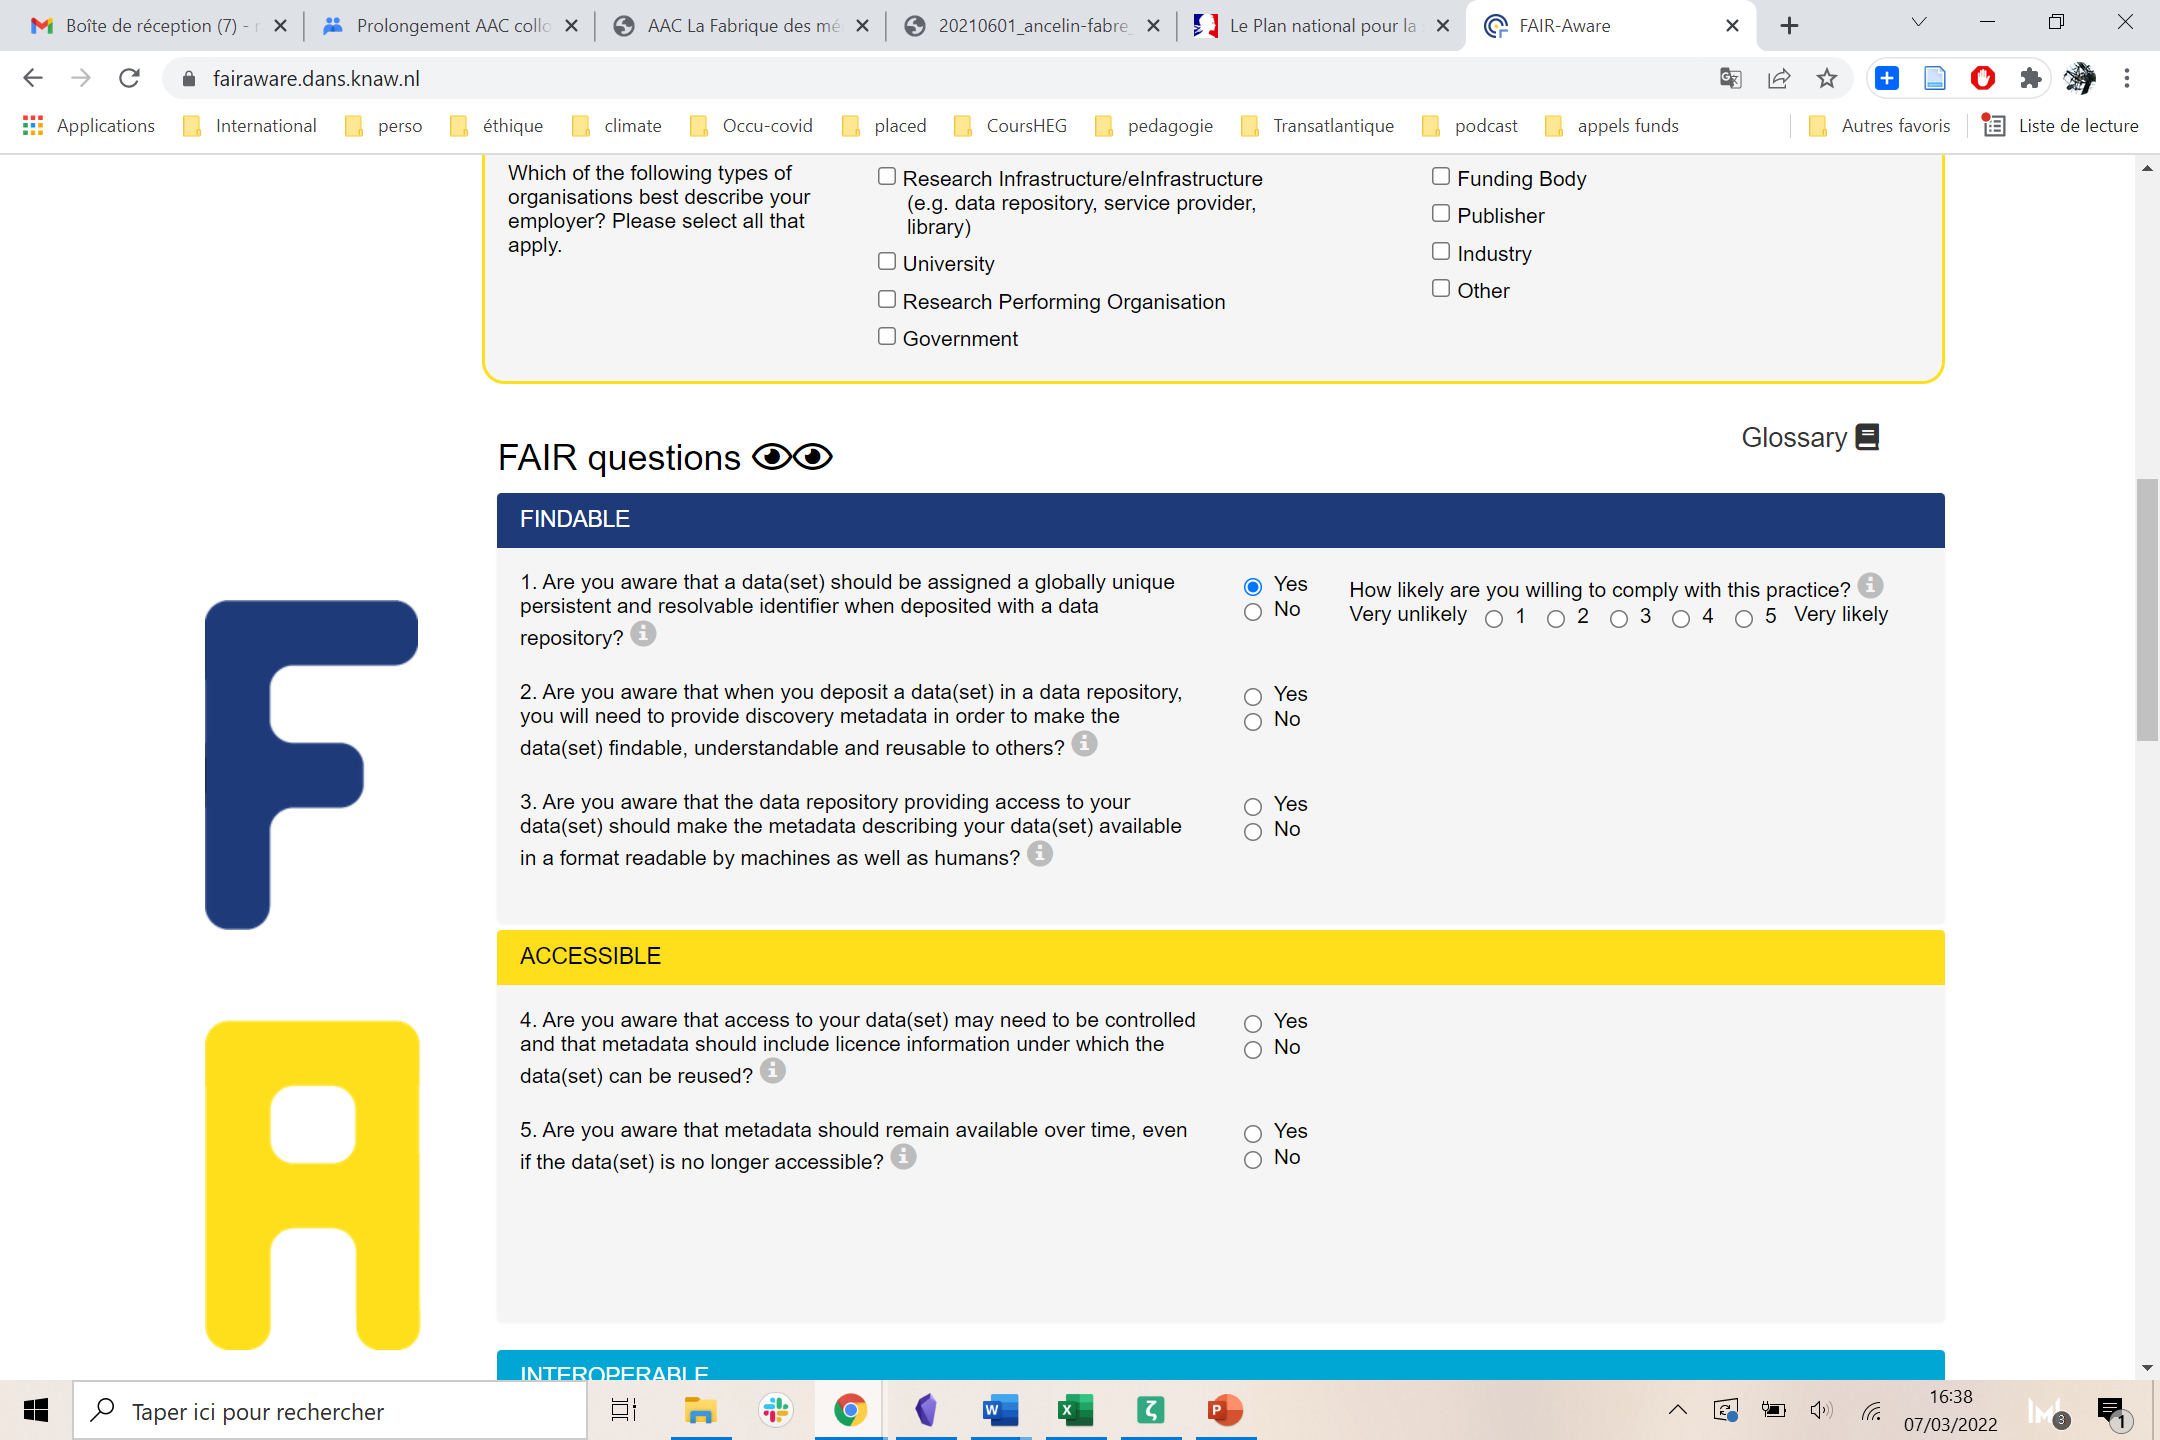 Boîte de réception (7) -
Prolongement AAC collo
AAC La Fabrique des mé
20210601_ancelin-fabre_
Le Plan national pour la
FAIR-Aware
fairaware.dans.knaw.nl
Applications
International
perso
éthique
climate
Occu-covid
placed
CoursHEG
pedagogie
Transatlantique
podcast
appels funds
Autres favoris
Liste de lecture
Which of the following types of
organisations best describe your
employer? Please select all that
apply.
Research Infrastructure/eInfrastructure
(e.g. data repository, service provider,
library)
University
Research Performing Organisation
Government
Funding Body
Publisher
Industry
Other
FAIR questions
Glossary
FINDABLE
1. Are you aware that a data(set) should be assigned a globally unique
persistent and resolvable identifier when deposited with a data
repository?
Yes
No
How likely are you willing to comply with this practice?
Very unlikely 1 2 3 4 5 Very likely
2. Are you aware that when you deposit a data(set) in a data repository,
you will need to provide discovery metadata in order to make the
data(set) findable, understandable and reusable to others?
Yes
No
3. Are you aware that the data repository providing access to your
data(set) should make the metadata describing your data(set) available
in a format readable by machines as well as humans?
Yes
No
F
ACCESSIBLE
4. Are you aware that access to your data(set) may need to be controlled
and that metadata should include licence information under which the
data(set) can be reused?
Yes
No
5. Are you aware that metadata should remain available over time, even
if the data(set) is no longer accessible?
Yes
No
A
INTEROPERABLE
Taper ici pour rechercher
16:38
07/03/2022
3
1